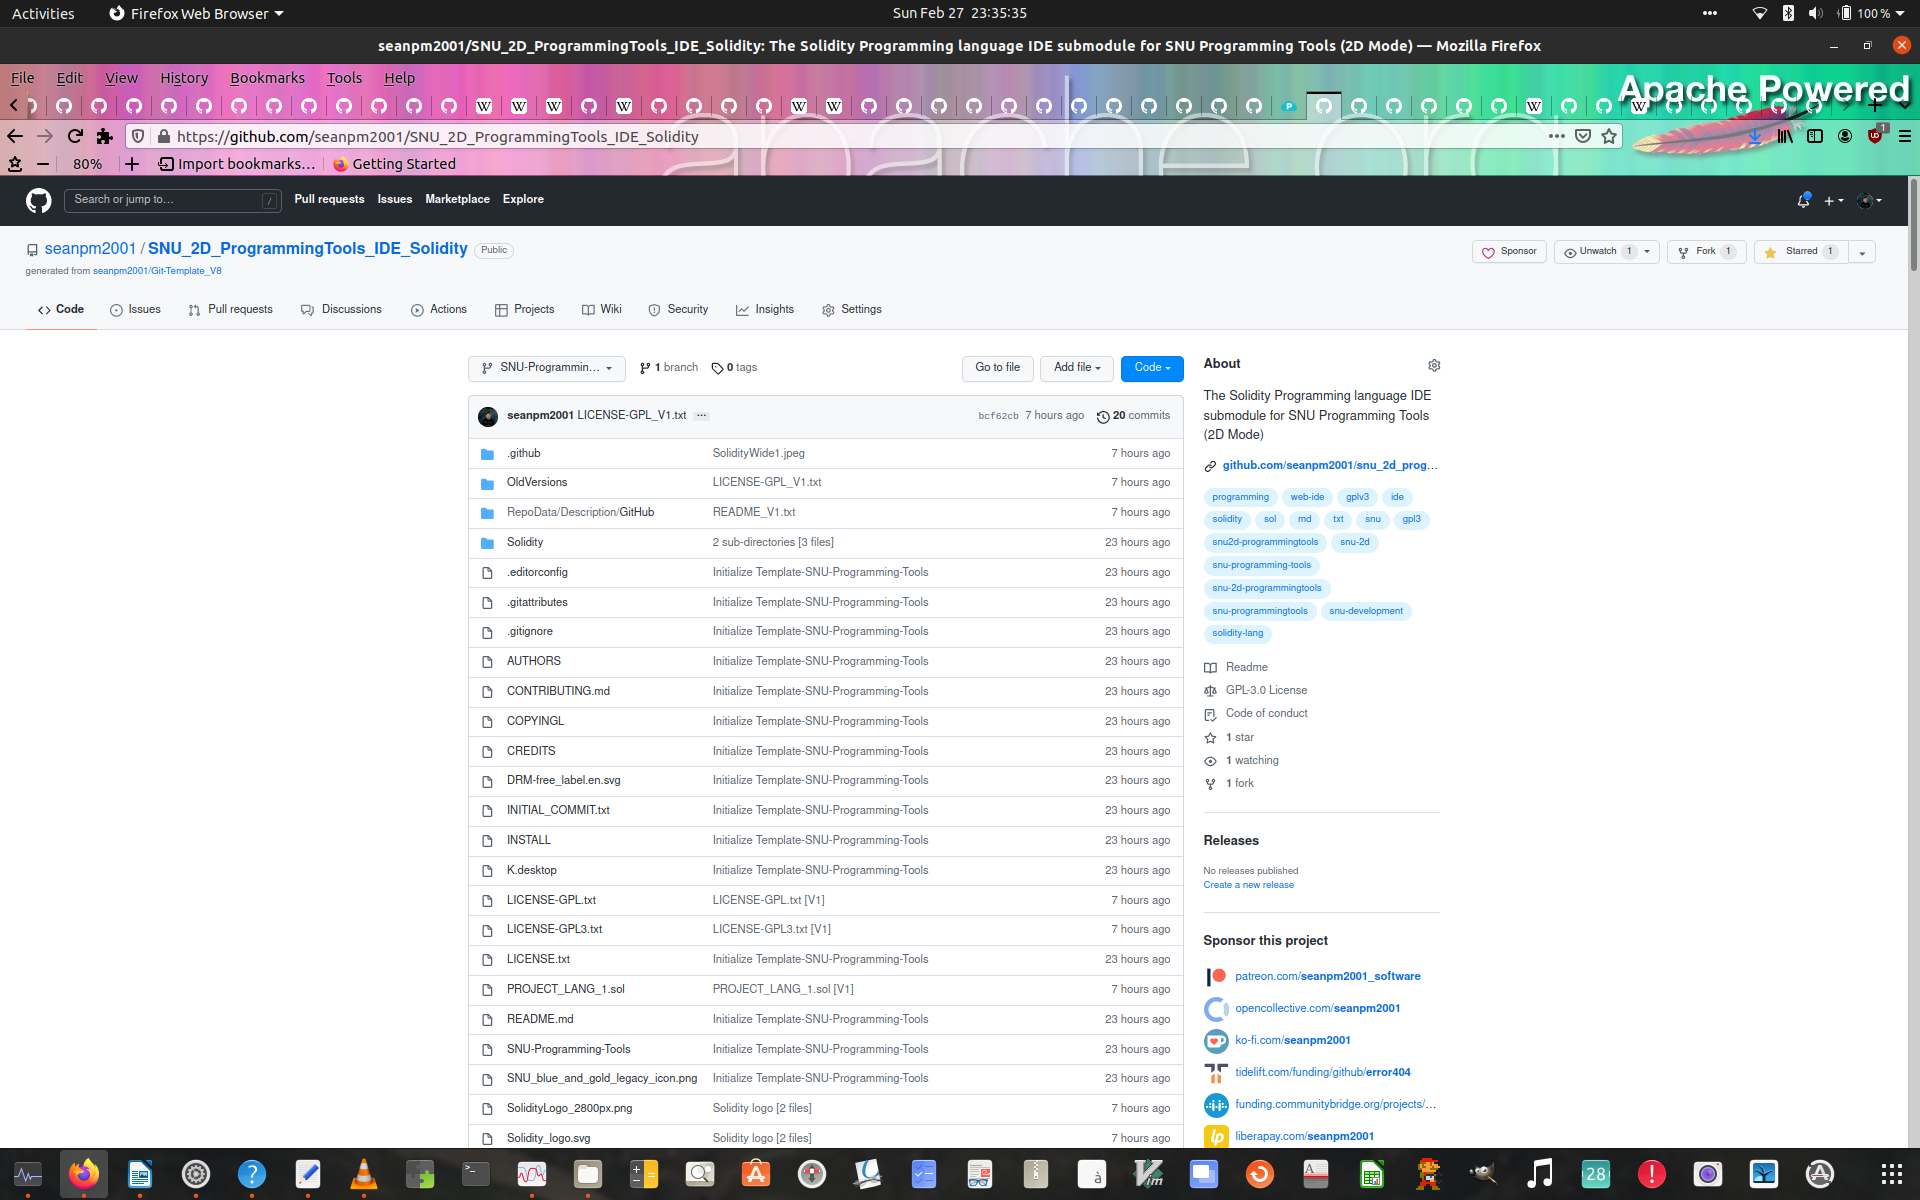 Activities Firefox Web Browser Sun Feb 27 23:35:35 100 %
seanpm2001/SNU_2D_ProgrammingTools_IDE_Solidity: The Solidity Programming language IDE submodule for SNU Programming Tools (2D Mode) — Mozilla Firefox
File Edit View History Bookmarks Tools Help
Apache Powered
https://github.com/seanpm2001/SNU_2D_ProgrammingTools_IDE_Solidity
80% Import bookmarks... Getting Started
Search or jump to... / Pull requests Issues Marketplace Explore
seanpm2001 / SNU_2D_ProgrammingTools_IDE_Solidity Public
Sponsor Unwatch 1 Fork 1 Starred 1
generated from seanpm2001/Git-Template_V8
Code Issues Pull requests Discussions Actions Projects Wiki Security Insights Settings
SNU-Programmin... 1 branch 0 tags Go to file Add file Code
seanpm2001 LICENSE-GPL_V1.txt ... bcf62cb 7 hours ago 20 commits
.github SolidityWide1.jpeg 7 hours ago
OldVersions LICENSE-GPL_V1.txt 7 hours ago
RepoData/Description/GitHub README_V1.txt 7 hours ago
Solidity 2 sub-directories [3 files] 23 hours ago
.editorconfig Initialize Template-SNU-Programming-Tools 23 hours ago
.gitattributes Initialize Template-SNU-Programming-Tools 23 hours ago
.gitignore Initialize Template-SNU-Programming-Tools 23 hours ago
AUTHORS Initialize Template-SNU-Programming-Tools 23 hours ago
CONTRIBUTING.md Initialize Template-SNU-Programming-Tools 23 hours ago
COPYINGL Initialize Template-SNU-Programming-Tools 23 hours ago
CREDITS Initialize Template-SNU-Programming-Tools 23 hours ago
DRM-free_label.en.svg Initialize Template-SNU-Programming-Tools 23 hours ago
INITIAL_COMMIT.txt Initialize Template-SNU-Programming-Tools 23 hours ago
INSTALL Initialize Template-SNU-Programming-Tools 23 hours ago
K.desktop Initialize Template-SNU-Programming-Tools 23 hours ago
LICENSE-GPL.txt LICENSE-GPL.txt [V1] 7 hours ago
LICENSE-GPL3.txt LICENSE-GPL3.txt [V1] 7 hours ago
LICENSE.txt Initialize Template-SNU-Programming-Tools 23 hours ago
PROJECT_LANG_1.sol PROJECT_LANG_1.sol [V1] 7 hours ago
README.md Initialize Template-SNU-Programming-Tools 23 hours ago
SNU-Programming-Tools Initialize Template-SNU-Programming-Tools 23 hours ago
SNU_blue_and_gold_legacy_icon.png Initialize Template-SNU-Programming-Tools 23 hours ago
SolidityLogo_2800px.png Solidity logo [2 files] 7 hours ago
Solidity_logo.svg Solidity logo [2 files] 7 hours ago
About
The Solidity Programming language IDE
submodule for SNU Programming Tools
(2D Mode)
github.com/seanpm2001/snu_2d_prog...
programming web-ide gplv3 ide
solidity sol md txt snu gpl3
snu2d-programmingtools snu-2d
snu-programming-tools
snu-2d-programmingtools
snu-programmingtools snu-development
solidity-lang
Readme
GPL-3.0 License
Code of conduct
1 star
1 watching
1 fork
Releases
No releases published
Create a new release
Sponsor this project
patreon.com/seanpm2001_software
opencollective.com/seanpm2001
ko-fi.com/seanpm2001
tidelift.com/funding/github/error404
funding.communitybridge.org/projects/...
liberapay.com/seanpm2001
28